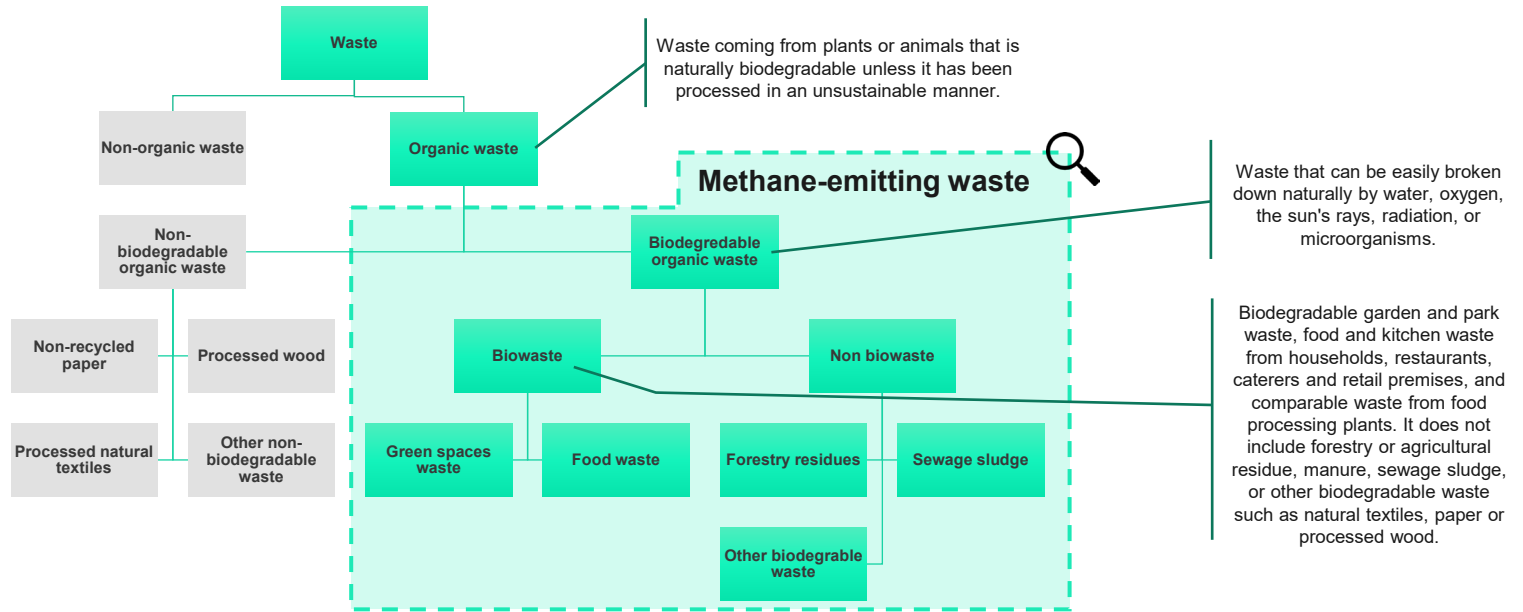 Waste
Waste coming from plants or animals that is
naturally biodegradable unless it has been
processed in an unsustainable manner.
Non-organic waste
Organic waste
Methane-emitting waste
Waste that can be easily broken
down naturally by water, oxygen,
the sun's rays, radiation, or
microorganisms.
Non-
biodegradable
organic waste
Biodegredable
organic waste
Non-recycled
paper
Processed wood
Biowaste
Non biowaste
Biodegradable garden and park
waste, food and kitchen waste
from households, restaurants,
caterers and retail premises, and
comparable waste from food
processing plants. It does not
include forestry or agricultural
residue, manure, sewage sludge,
or other biodegradable waste
such as natural textiles, paper or
processed wood.
Processed natural
textiles
Other non-
biodegradable
waste
Green spaces
waste
Food waste
Forestry residues
Sewage sludge
Other biodegrable
waste